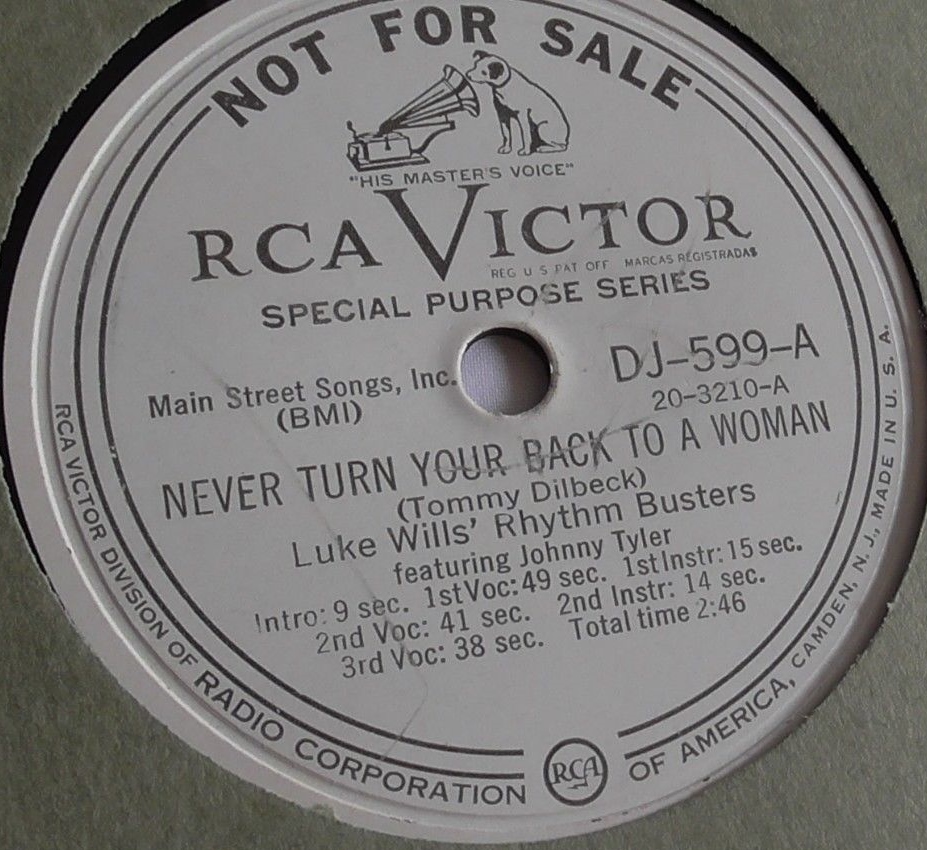 NOT FOR SALE
"HIS MASTER'S VOICE"
RCA VICTOR
REG U S PAT OFF MARCAS REGISTRADAS
SPECIAL PURPOSE SERIES
Main Street Songs, Inc.
(BMI)
DJ-599-A
20-3210-A
NEVER TURN YOUR BACK TO A WOMAN
(Tommy Dilbeck)
Luke Wills' Rhythm Busters
featuring Johnny Tyler
Intro: 9 sec. 1st Voc: 49 sec. 1st Instr: 15 sec.
2nd Voc: 41 sec. 2nd Instr: 14 sec.
3rd Voc: 38 sec. Total time 2:46
RCA VICTOR DIVISION OF RADIO CORPORATION RCA OF AMERICA, CAMDEN, N. J., MADE IN U. S. A.